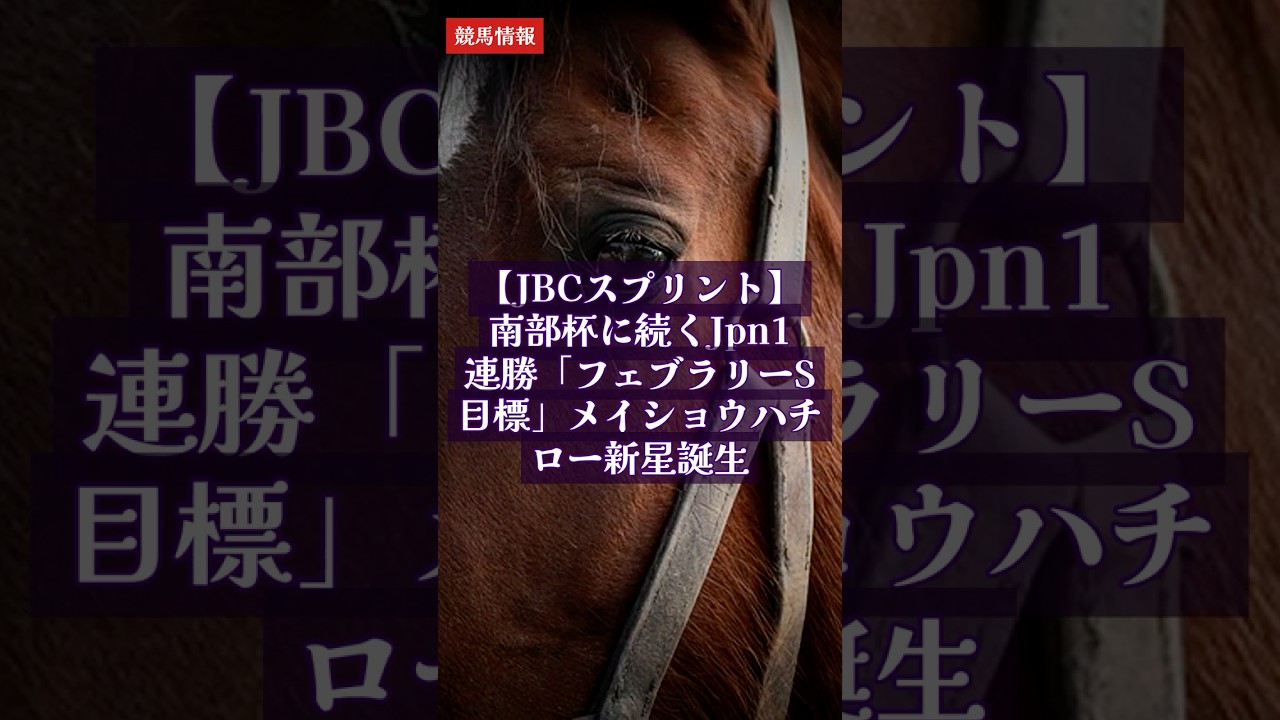 競馬情報
【JBCスプリント】
南部杯に続くJpn1
連勝「フェブラリーS
目標」メイショウハチ
ロー新星誕生